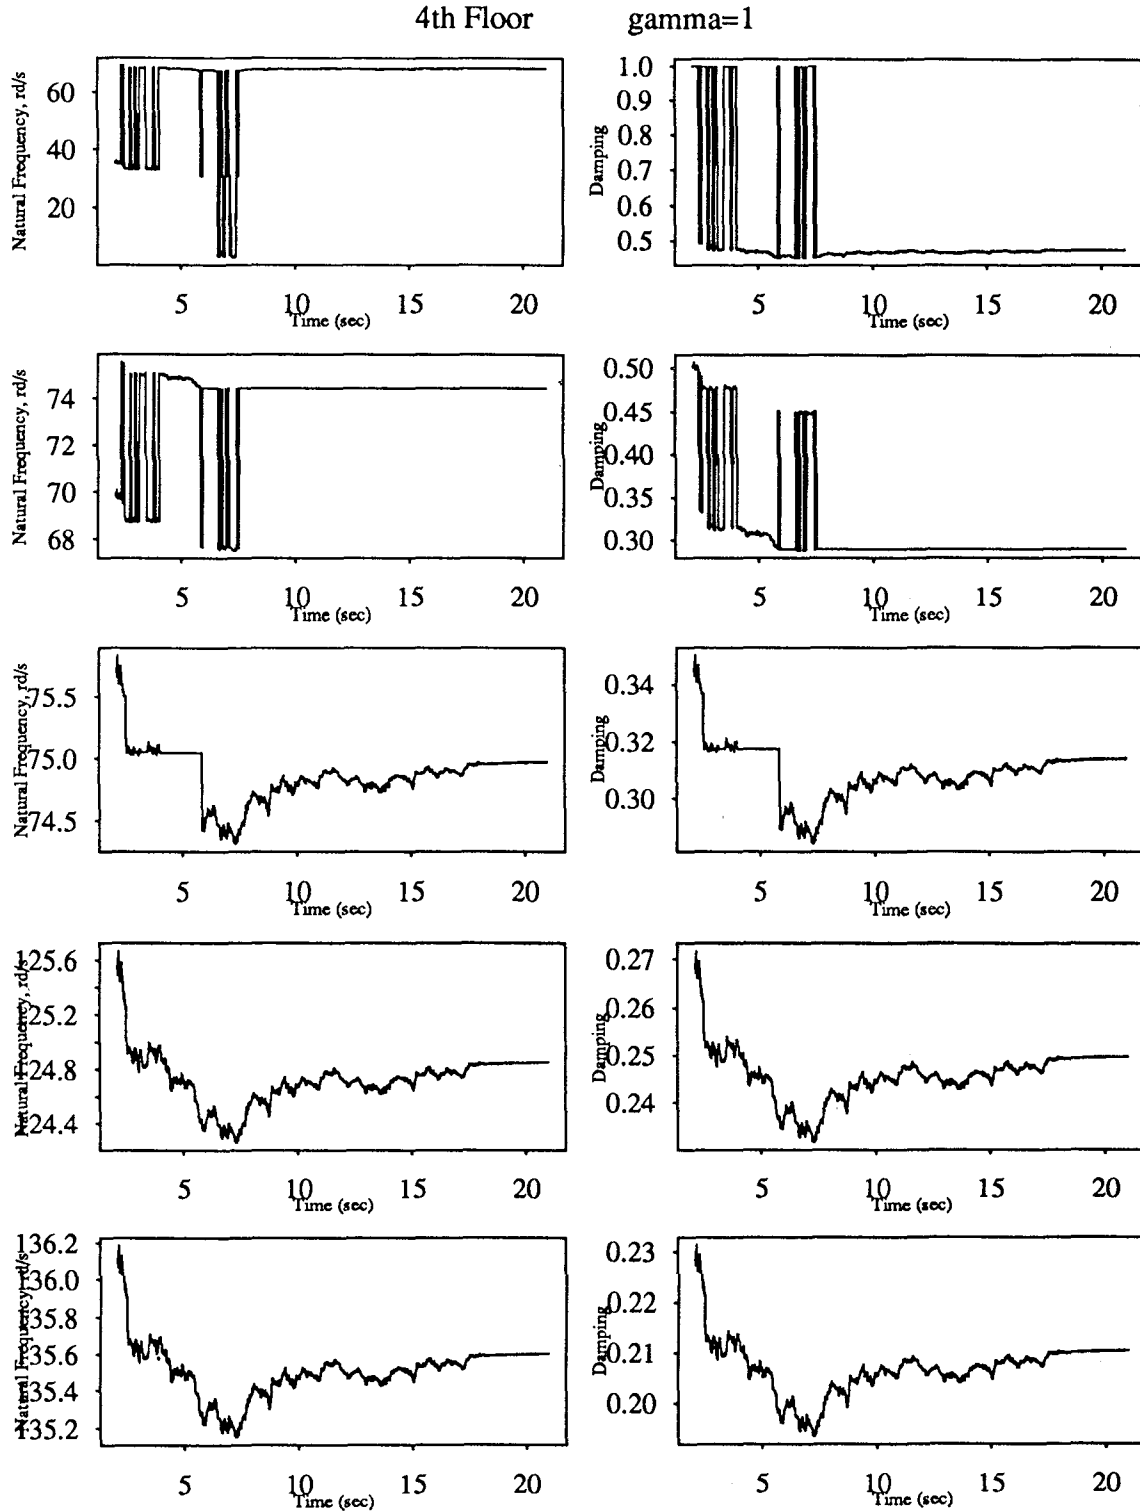 4th Floor gamma=1
Natural Frequency, rd/s
60
40
20
5 10 15 20
Time (sec)
Damping
1.0
0.9
0.8
0.7
0.6
0.5
5 10 15 20
Time (sec)
Natural Frequency, rd/s
74
72
70
68
5 10 15 20
Time (sec)
Damping
0.50
0.45
0.40
0.35
0.30
5 10 15 20
Time (sec)
Natural Frequency, rd/s
75.5
75.0
74.5
5 10 15 20
Time (sec)
Damping
0.34
0.32
0.30
5 10 15 20
Time (sec)
Natural Frequency, rd/s
125.6
125.2
124.8
124.4
5 10 15 20
Time (sec)
Damping
0.27
0.26
0.25
0.24
5 10 15 20
Time (sec)
Natural Frequency, rd/s
136.2
136.0
135.8
135.6
135.4
135.2
5 10 15 20
Time (sec)
Damping
0.23
0.22
0.21
0.20
5 10 15 20
Time (sec)